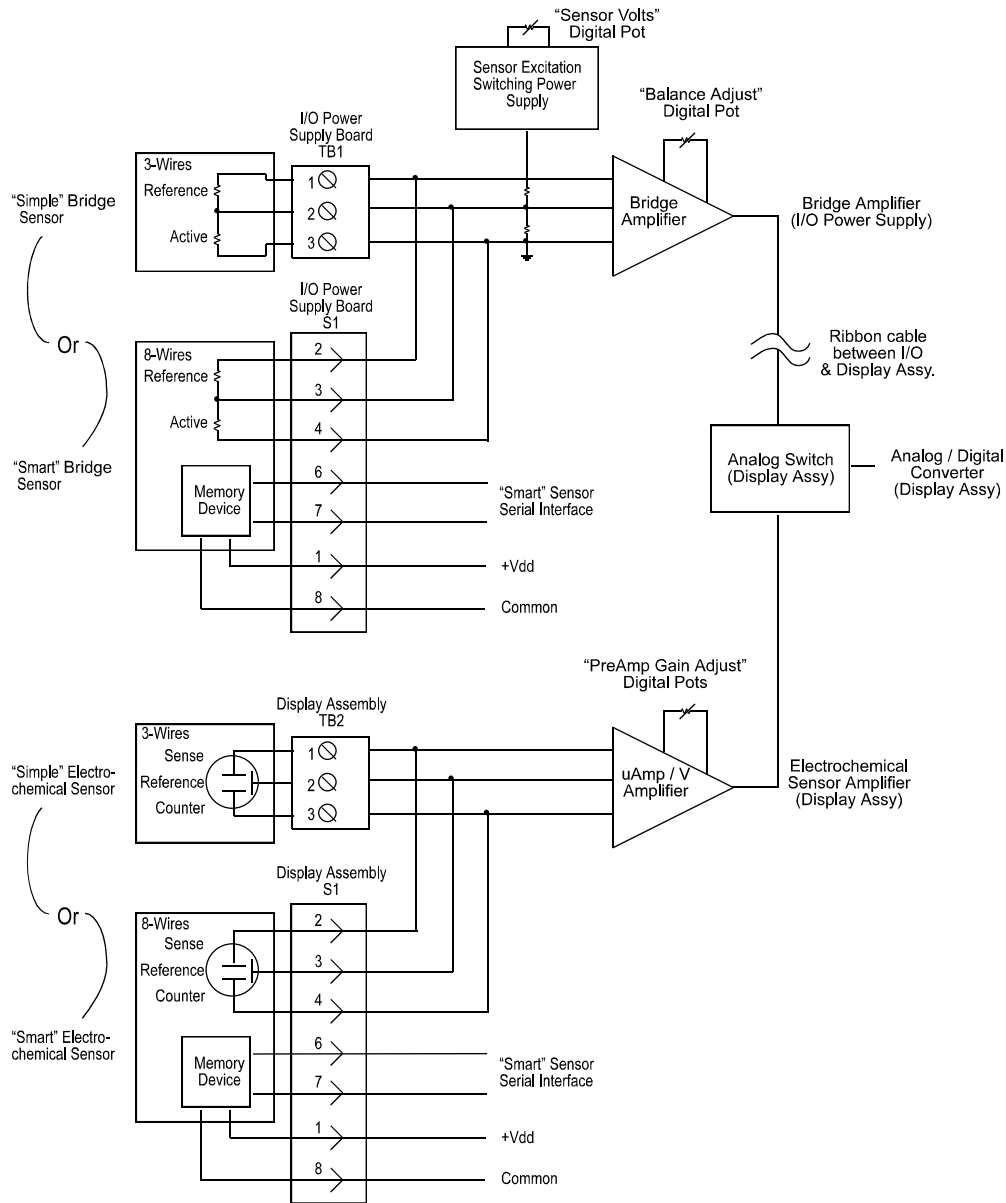 “Sensor Volts”
Digital Pot
Sensor Excitation
Switching Power
Supply
“Balance Adjust”
Digital Pot
I/O Power
Supply Board
TB1
3-Wires
Reference
Active
1
2
3
“Simple” Bridge
Sensor
Bridge
Amplifier
Bridge Amplifier
(I/O Power Supply)
Or
I/O Power
Supply Board
S1
8-Wires
Reference
Active
2
3
4
6
7
1
8
Memory
Device
“Smart” Bridge
Sensor
“Smart” Sensor
Serial Interface
+Vdd
Common
Ribbon cable
between I/O
& Display Assy.
Analog Switch
(Display Assy)
Analog / Digital
Converter
(Display Assy)
“PreAmp Gain Adjust”
Digital Pots
Display Assembly
TB2
3-Wires
Sense
Reference
Counter
1
2
3
“Simple” Electro-
chemical Sensor
uAmp / V
Amplifier
Electrochemical
Sensor Amplifier
(Display Assy)
Or
Display Assembly
S1
8-Wires
Sense
Reference
Counter
2
3
4
6
7
1
8
Memory
Device
“Smart” Electro-
chemical Sensor
“Smart” Sensor
Serial Interface
+Vdd
Common